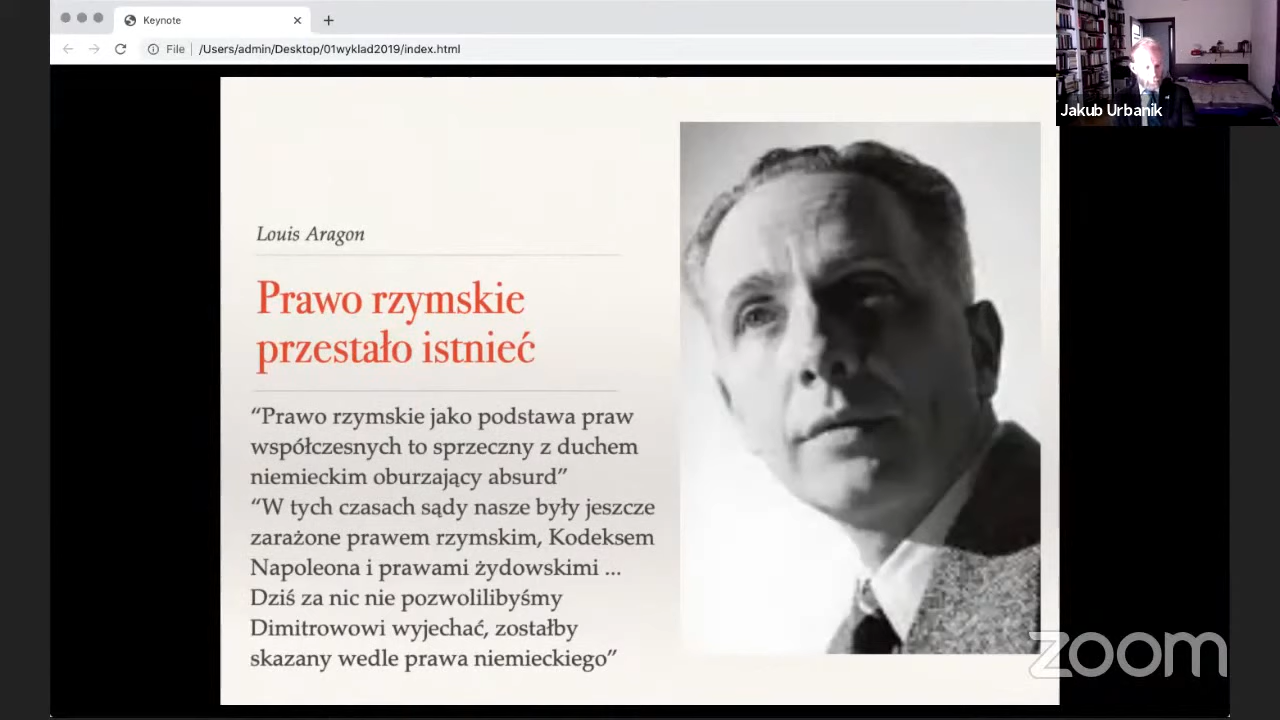 Keynote
File
/Users/admin/Desktop/01wyklad2019/index.html
Jakub Urbanik
Louis Aragon
Prawo rzymskie
przestało istnieć
“Prawo rzymskie jako podstawa praw
współczesnych to sprzeczny z duchem
niemieckim oburzający absurd”
“W tych czasach sądy nasze były jeszcze
zarażone prawem rzymskim, Kodeksem
Napoleona i prawami żydowskimi ...
Dziś za nic nie pozwolilibyśmy
Dimitrowowi wyjechać, zostałby
skazany wedle prawa niemieckiego”
zoom